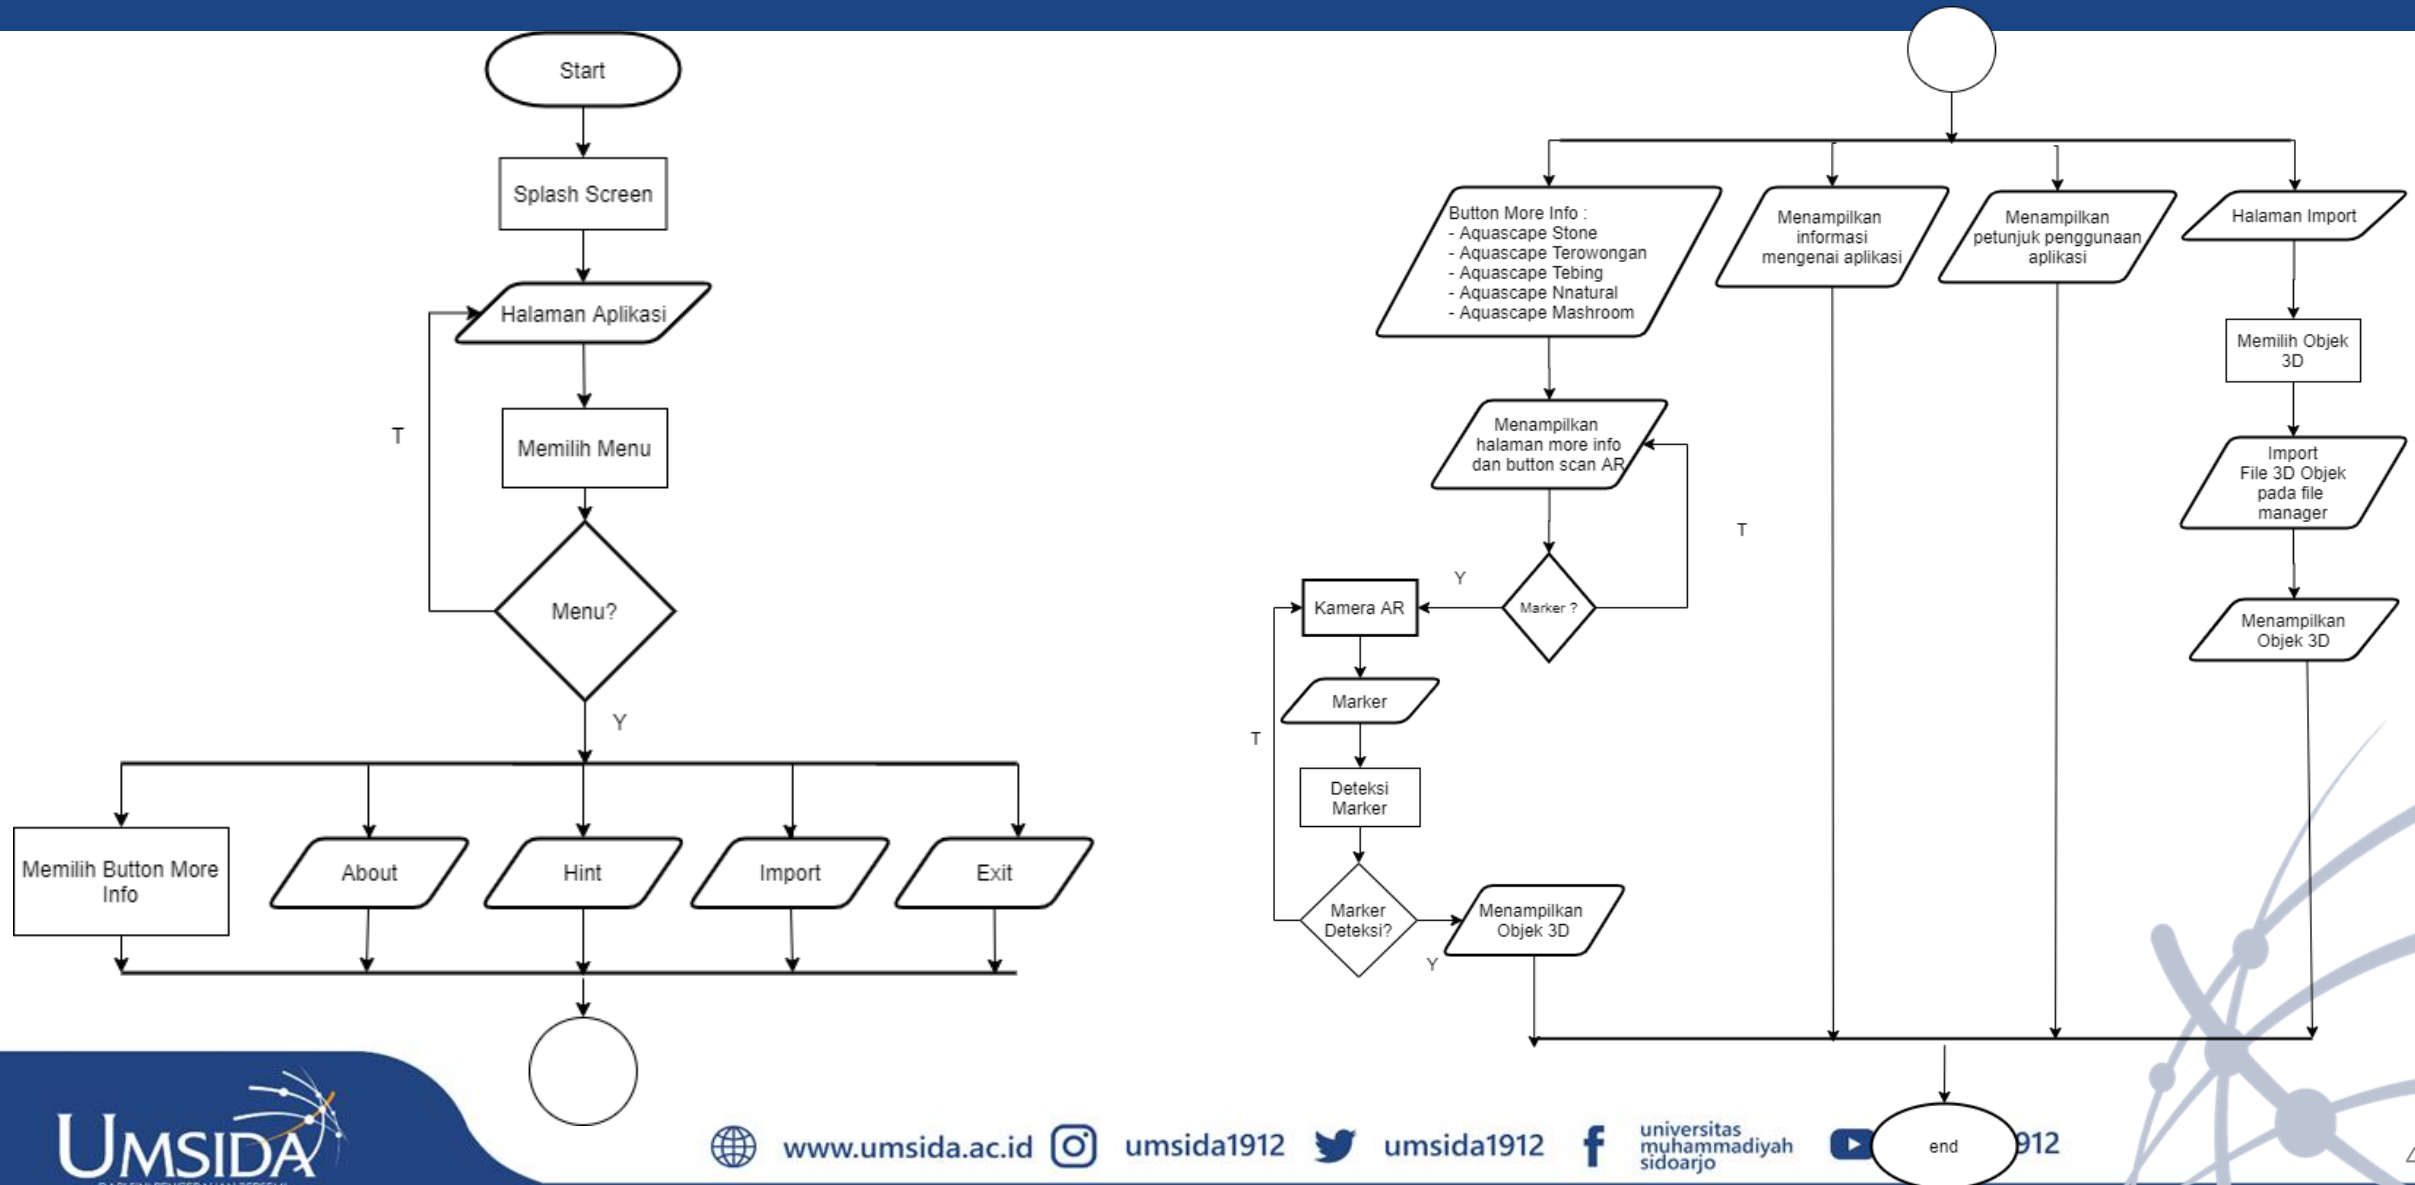 Start
Splash Screen
Halaman Aplikasi
T
Memilih Menu
Menu?
Y
Memilih Button More
Info
About
Hint
Import
Exit
Button More Info :
- Aquascape Stone
- Aquascape Terowongan
- Aquascape Tebing
- Aquascape Nnatural
- Aquascape Mashroom
Menampilkan
informasi
mengenai aplikasi
Menampilkan
petunjuk penggunaan
aplikasi
Halaman Import
Memilih Objek
3D
Import
File 3D Objek
pada file
manager
Menampilkan
Objek 3D
Menampilkan
halaman more info
dan button scan AR
T
Marker ?
Y
Kamera AR
Marker
T
Deteksi
Marker
Marker
Deteksi?
Y
Menampilkan
Objek 3D
end
UMSIDA
www.umsida.ac.id
umsida1912
umsida1912
universitas
muhammadiyah
sidoarjo
912
4